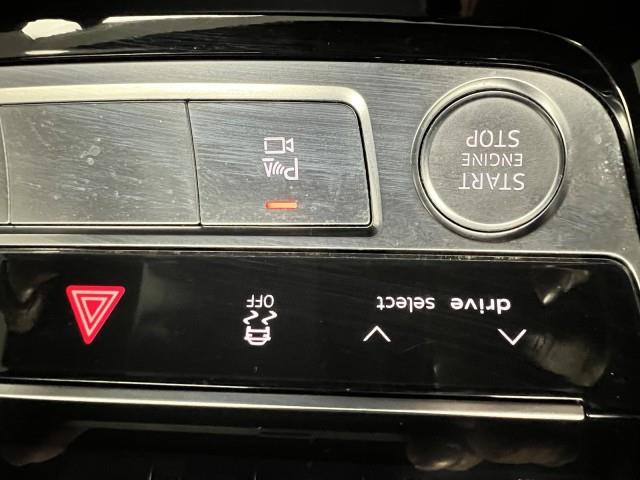 drive select
OFF
START
ENGINE
STOP
P